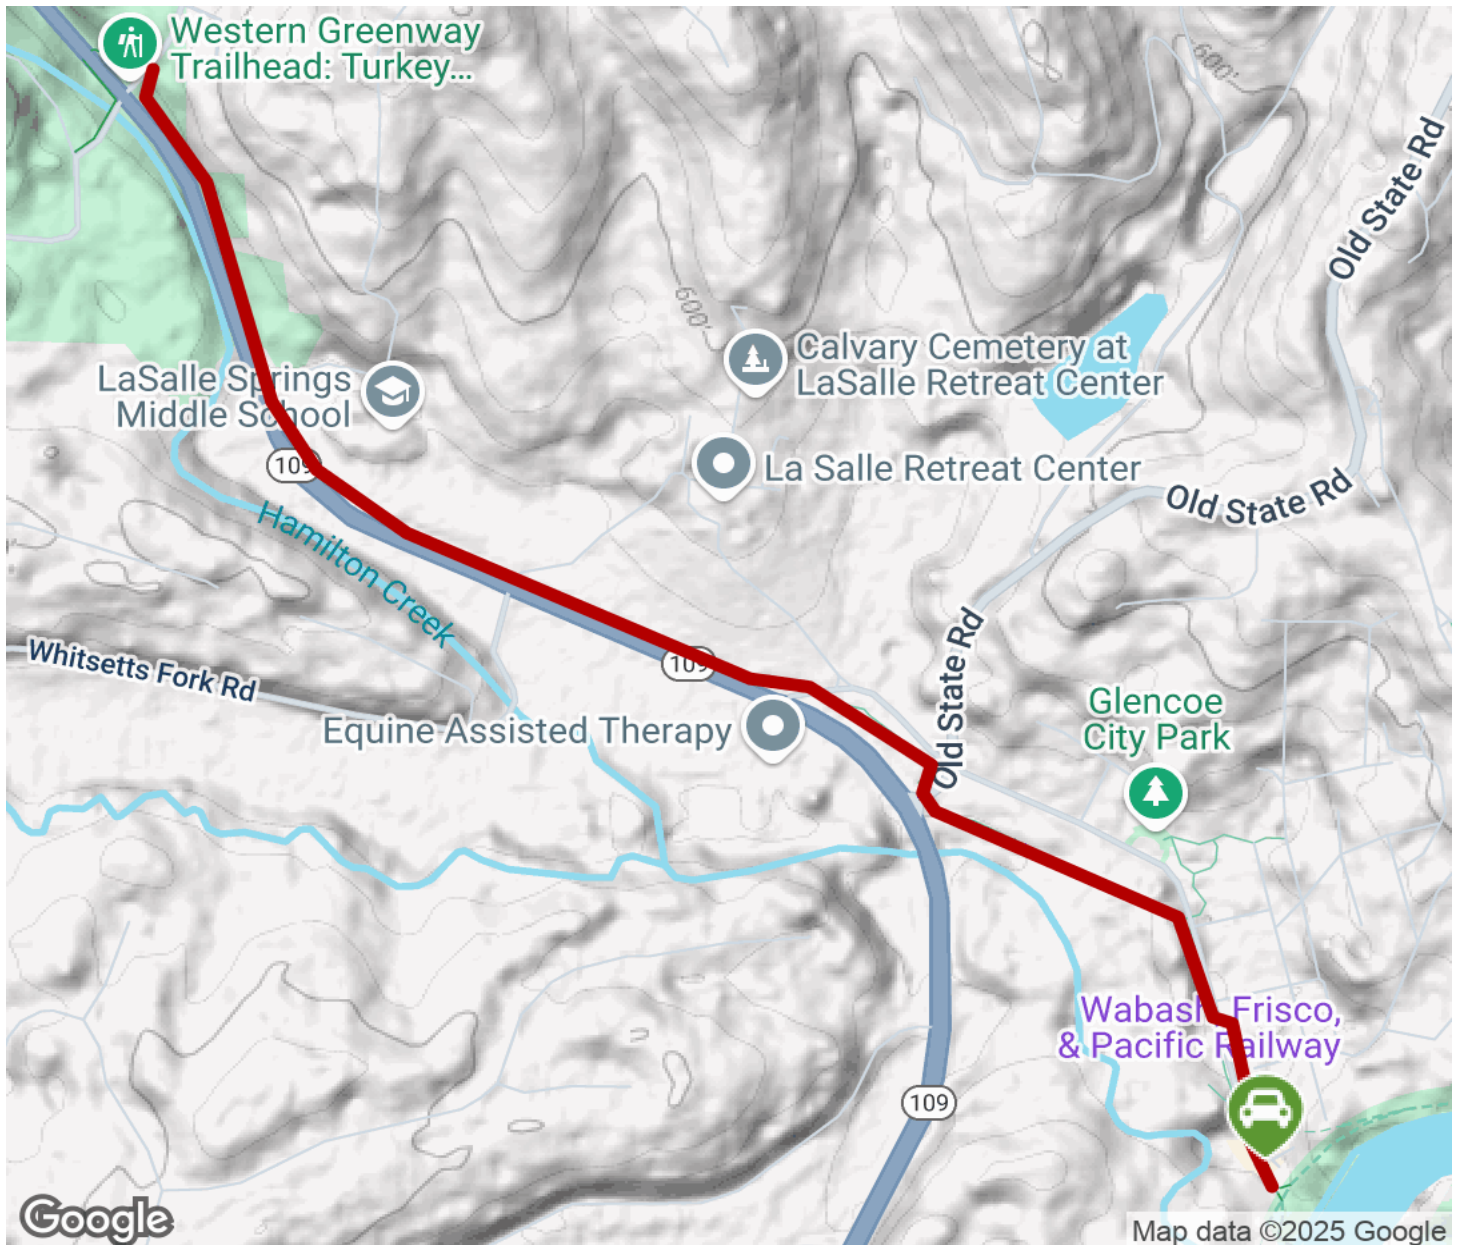 Western Greenway
Trailhead: Turkey...
600'
Old State Rd
600'
Calvary Cemetery at
LaSalle Retreat Center
LaSalle Springs
Middle School
109
La Salle Retreat Center
Old State Rd
Hamilton Creek
Old State Rd
Whitsetts Fork Rd
109
Equine Assisted Therapy
Glencoe
City Park
Wabash, Frisco,
& Pacific Railway
109
Google
Map data ©2025 Google